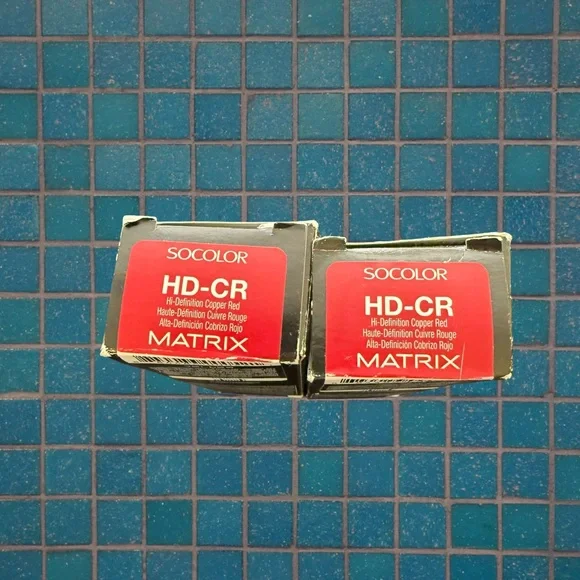 SOCOLOR
HD-CR
Hi-Definition Copper Red
Haute-Définition Cuivre Rouge
Alta-Definición Cobrizo Rojo
MATRIX
SOCOLOR
HD-CR
Hi-Definition Copper Red
Haute-Définition Cuivre Rouge
Alta-Definición Cobrizo Rojo
MATRIX